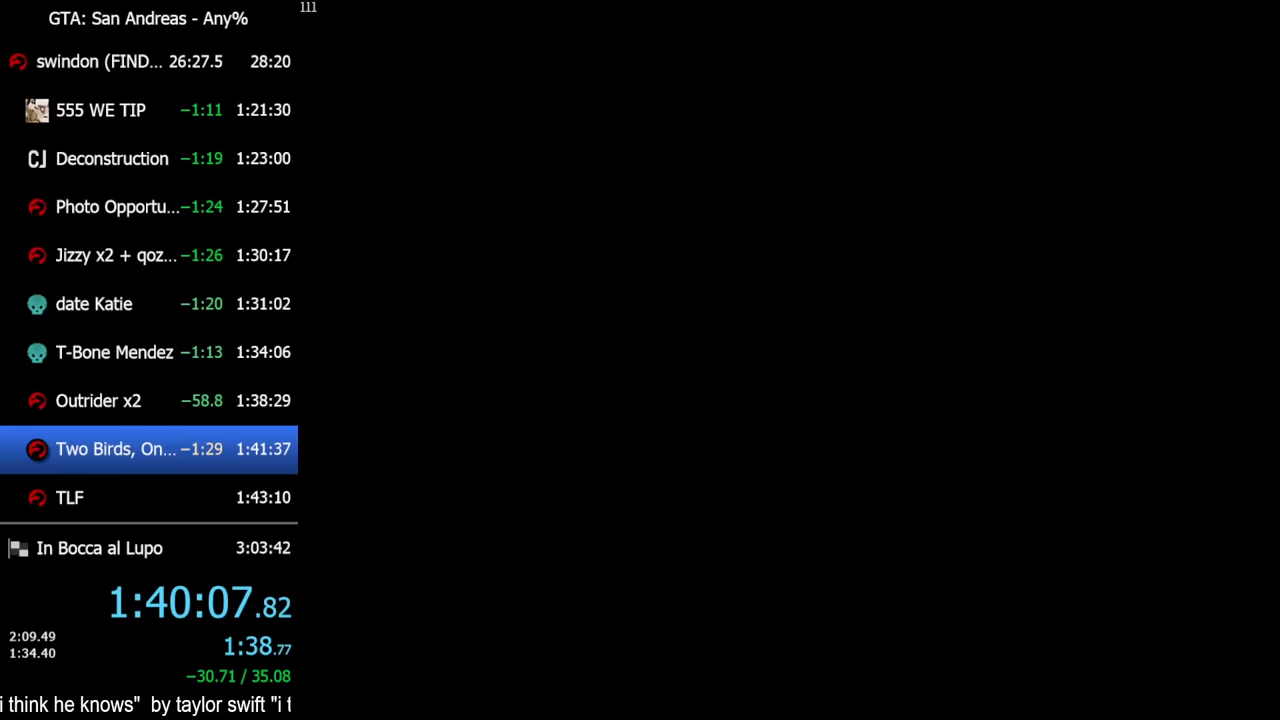 111
GTA: San Andreas - Any%
swindon (FIND... 26:27.5 28:20
555 WE TIP −1:11 1:21:30
CJ Deconstruction −1:19 1:23:00
Photo Opportu... −1:24 1:27:51
Jizzy x2 + qoz... −1:26 1:30:17
date Katie −1:20 1:31:02
T-Bone Mendez −1:13 1:34:06
Outrider x2 −58.8 1:38:29
Two Birds, On... −1:29 1:41:37
TLF 1:43:10
In Bocca al Lupo 3:03:42
1:40:07.82
2:09.49
1:34.40
1:38.77
−30.71 / 35.08
i think he knows" by taylor swift "i t